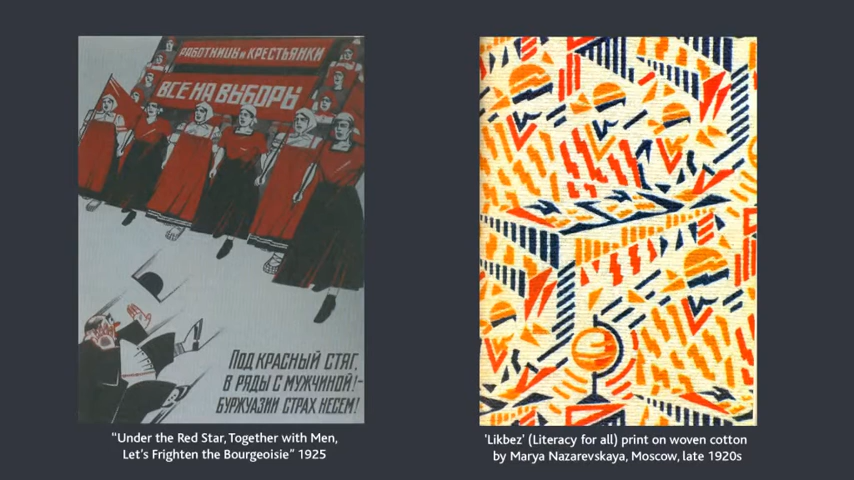 РАБОТНИЦЫ и КРЕСТЬЯНКИ
ВСЕ НА ВЫБОРЫ
ПОД КРАСНЫЙ СТЯГ,
В РЯДЫ С МУЖЧИНОЙ!-
БУРЖУАЗИИ СТРАХ НЕСЕМ!
"Under the Red Star, Together with Men,
Let's Frighten the Bourgeoisie" 1925
'Likbez' (Literacy for all) print on woven cotton
by Marya Nazarevskaya, Moscow, late 1920s